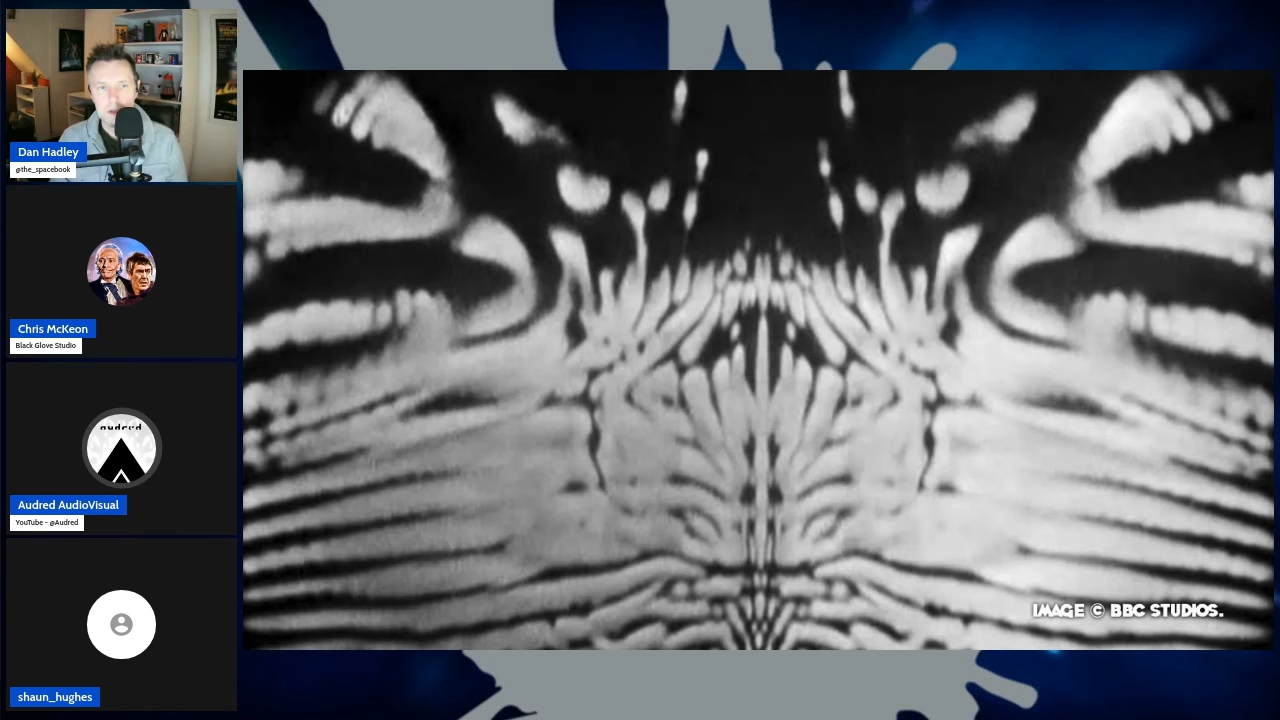 Dan Hadley
@the_spacebook
Chris McKeon
Black Glove Studio
audred
Audred AudioVisual
YouTube - @Audred
shaun_hughes
IMAGE © BBC STUDIOS.